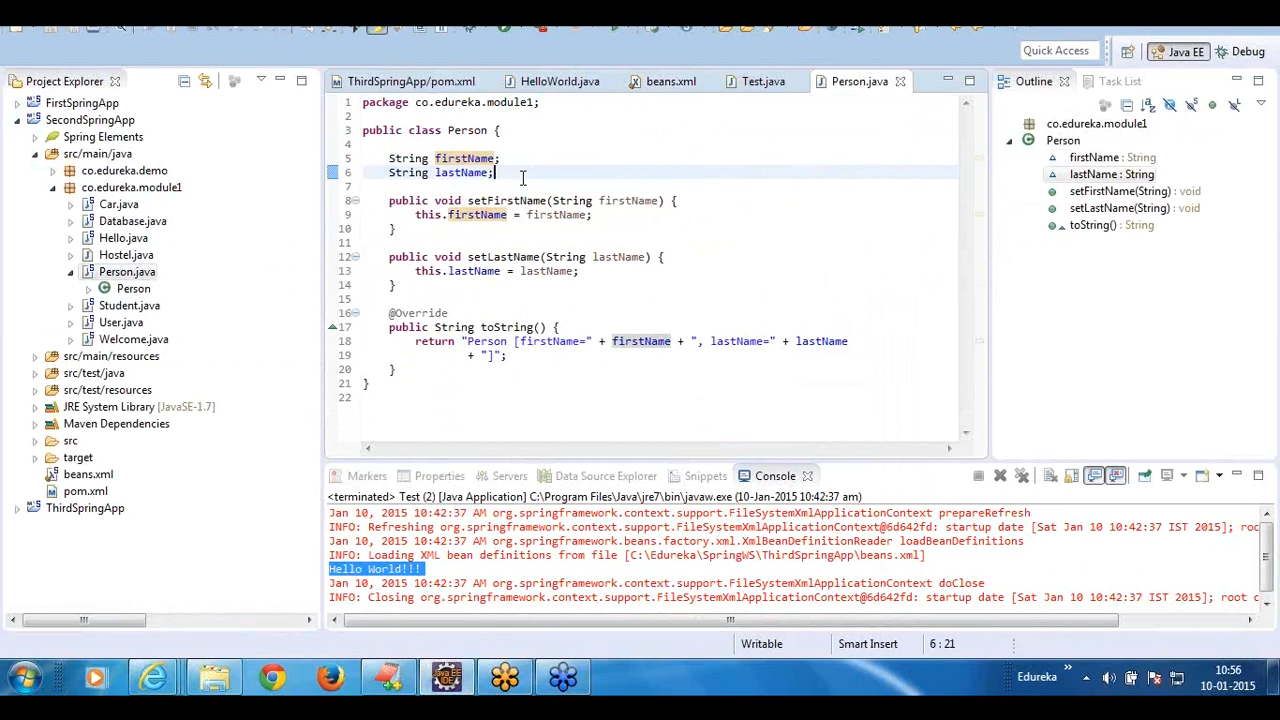 Quick Access
Java EE
Debug
Project Explorer
FirstSpringApp
SecondSpringApp
Spring Elements
src/main/java
co.edureka.demo
co.edureka.module1
Car.java
Database.java
Hello.java
Hostel.java
Person.java
Person
Student.java
User.java
Welcome.java
src/main/resources
src/test/java
src/test/resources
JRE System Library [JavaSE-1.7]
Maven Dependencies
src
target
beans.xml
pom.xml
ThirdSpringApp
ThirdSpringApp/pom.xml HelloWorld.java beans.xml Test.java Person.java
1 package co.edureka.module1;
2
3 public class Person {
4
5 String firstName;
6 String lastName;
7
8 public void setFirstName(String firstName) {
9 this.firstName = firstName;
10 }
11
12 public void setLastName(String lastName) {
13 this.lastName = lastName;
14 }
15
16 @Override
17 public String toString() {
18 return "Person [firstName=" + firstName + ", lastName=" + lastName
19 + "]";
20 }
21 }
22
Outline Task List
co.edureka.module1
Person
firstName : String
lastName : String
setFirstName(String) : void
setLastName(String) : void
toString() : String
Markers Properties Servers Data Source Explorer Snippets Console
<terminated> Test (2) [Java Application] C:\Program Files\Java\jre7\bin\javaw.exe (10-Jan-2015 10:42:37 am)
Jan 10, 2015 10:42:37 AM org.springframework.context.support.FileSystemXmlApplicationContext prepareRefresh
INFO: Refreshing org.springframework.context.support.FileSystemXmlApplicationContext@6d642fd: startup date [Sat Jan 10 10:42:37 IST 2015]; roc
Jan 10, 2015 10:42:37 AM org.springframework.beans.factory.xml.XmlBeanDefinitionReader loadBeanDefinitions
INFO: Loading XML bean definitions from file [C:\Edureka\SpringWS\ThirdSpringApp\beans.xml]
Hello World!!!
Jan 10, 2015 10:42:37 AM org.springframework.context.support.FileSystemXmlApplicationContext doClose
INFO: Closing org.springframework.context.support.FileSystemXmlApplicationContext@6d642fd: startup date [Sat Jan 10 10:42:37 IST 2015]; root c
Writable Smart Insert 6 : 21
Java EE
IDE
Edureka
10:56
10-01-2015